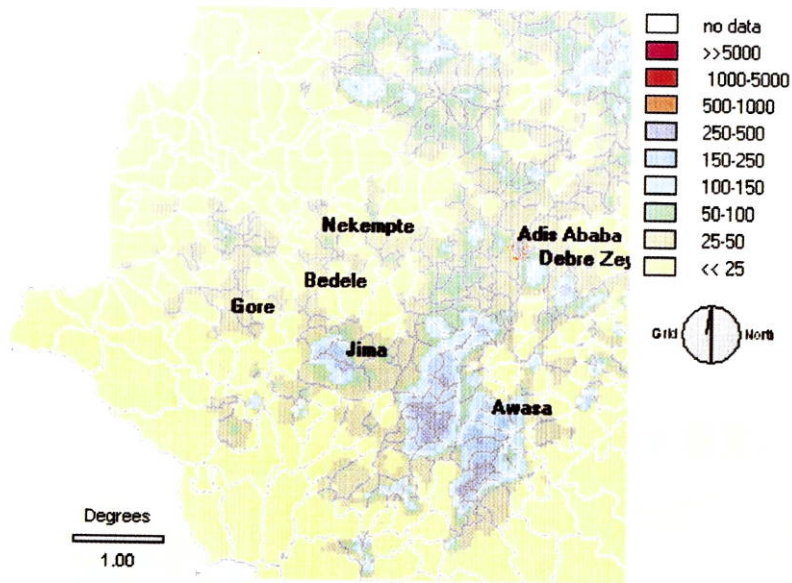 no data
>>5000
1000-5000
500-1000
250-500
150-250
100-150
50-100
25-50
<< 25
Nekempte
Adis Ababa
Debre Zey
Bedele
Gore
Grid
North
Jima
Awasa
Degrees
1.00